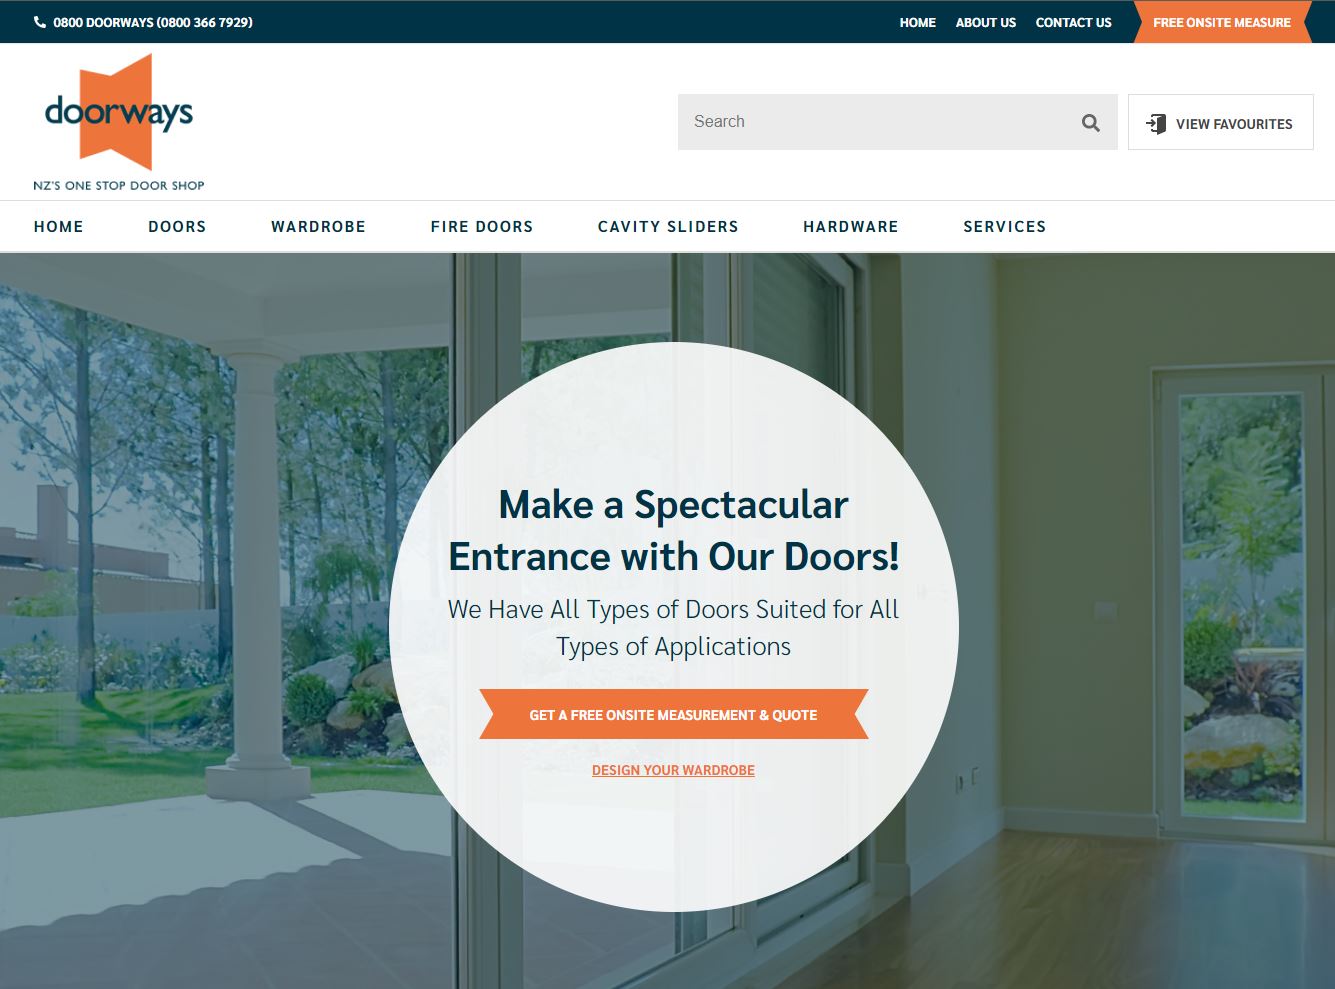 0800 DOORWAYS (0800 366 7929)
HOME
ABOUT US
CONTACT US
FREE ONSITE MEASURE
doorways
NZ'S ONE STOP DOOR SHOP
Search
VIEW FAVOURITES
HOME
DOORS
WARDROBE
FIRE DOORS
CAVITY SLIDERS
HARDWARE
SERVICES
Make a Spectacular
Entrance with Our Doors!
We Have All Types of Doors Suited for All
Types of Applications
GET A FREE ONSITE MEASUREMENT & QUOTE
DESIGN YOUR WARDROBE